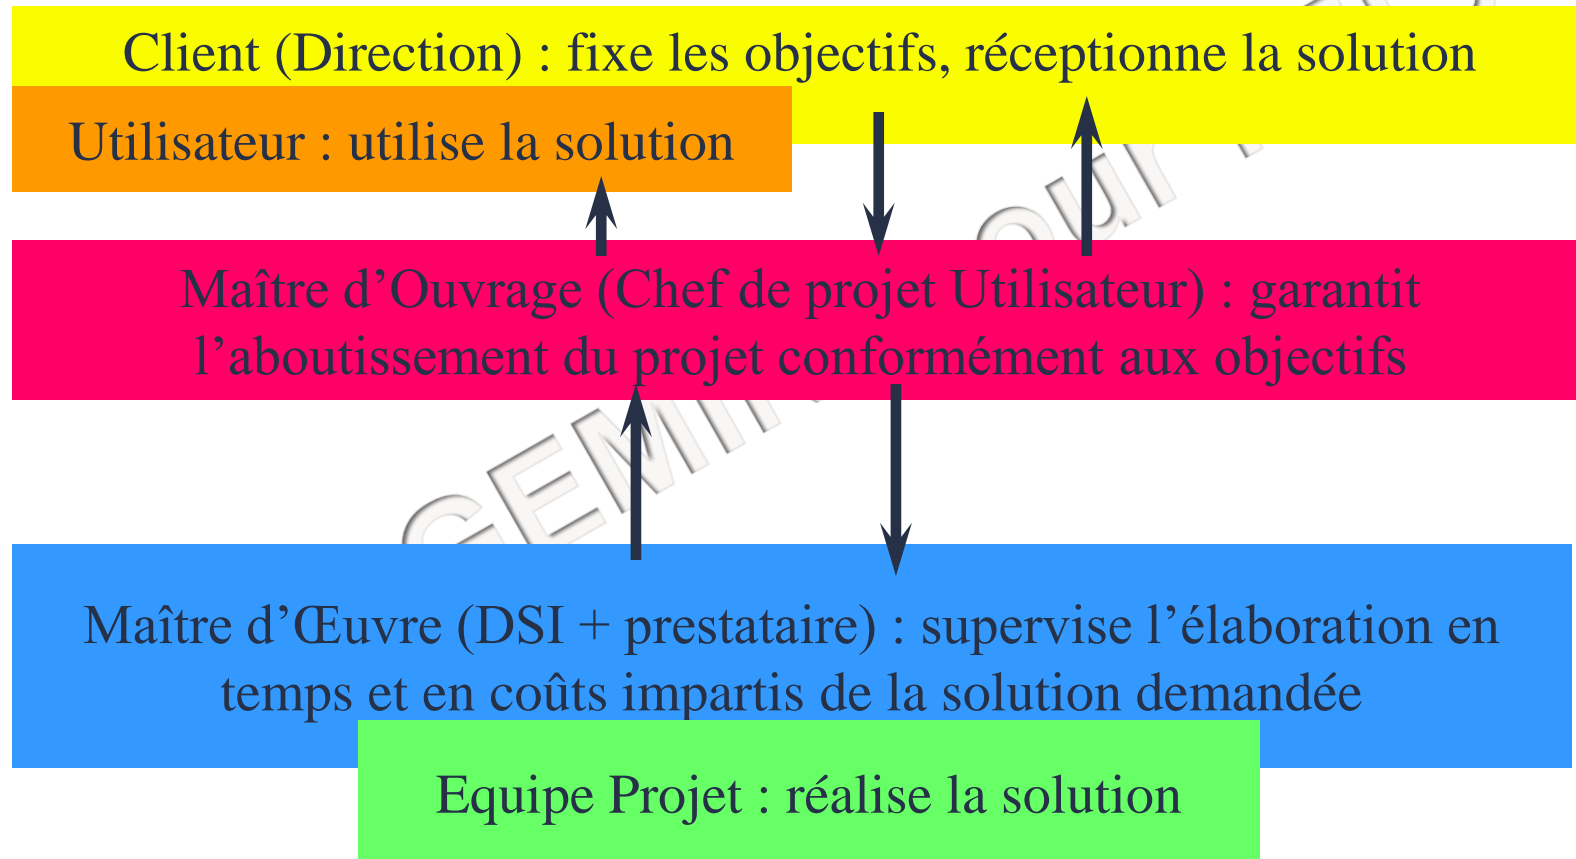 Client (Direction) : fixe les objectifs, réceptionne la solution
Utilisateur : utilise la solution
Maître d’Ouvrage (Chef de projet Utilisateur) : garantit
l’aboutissement du projet conformément aux objectifs
Maître d’Œuvre (DSI + prestataire) : supervise l’élaboration en
temps et en coûts impartis de la solution demandée
Equipe Projet : réalise la solution